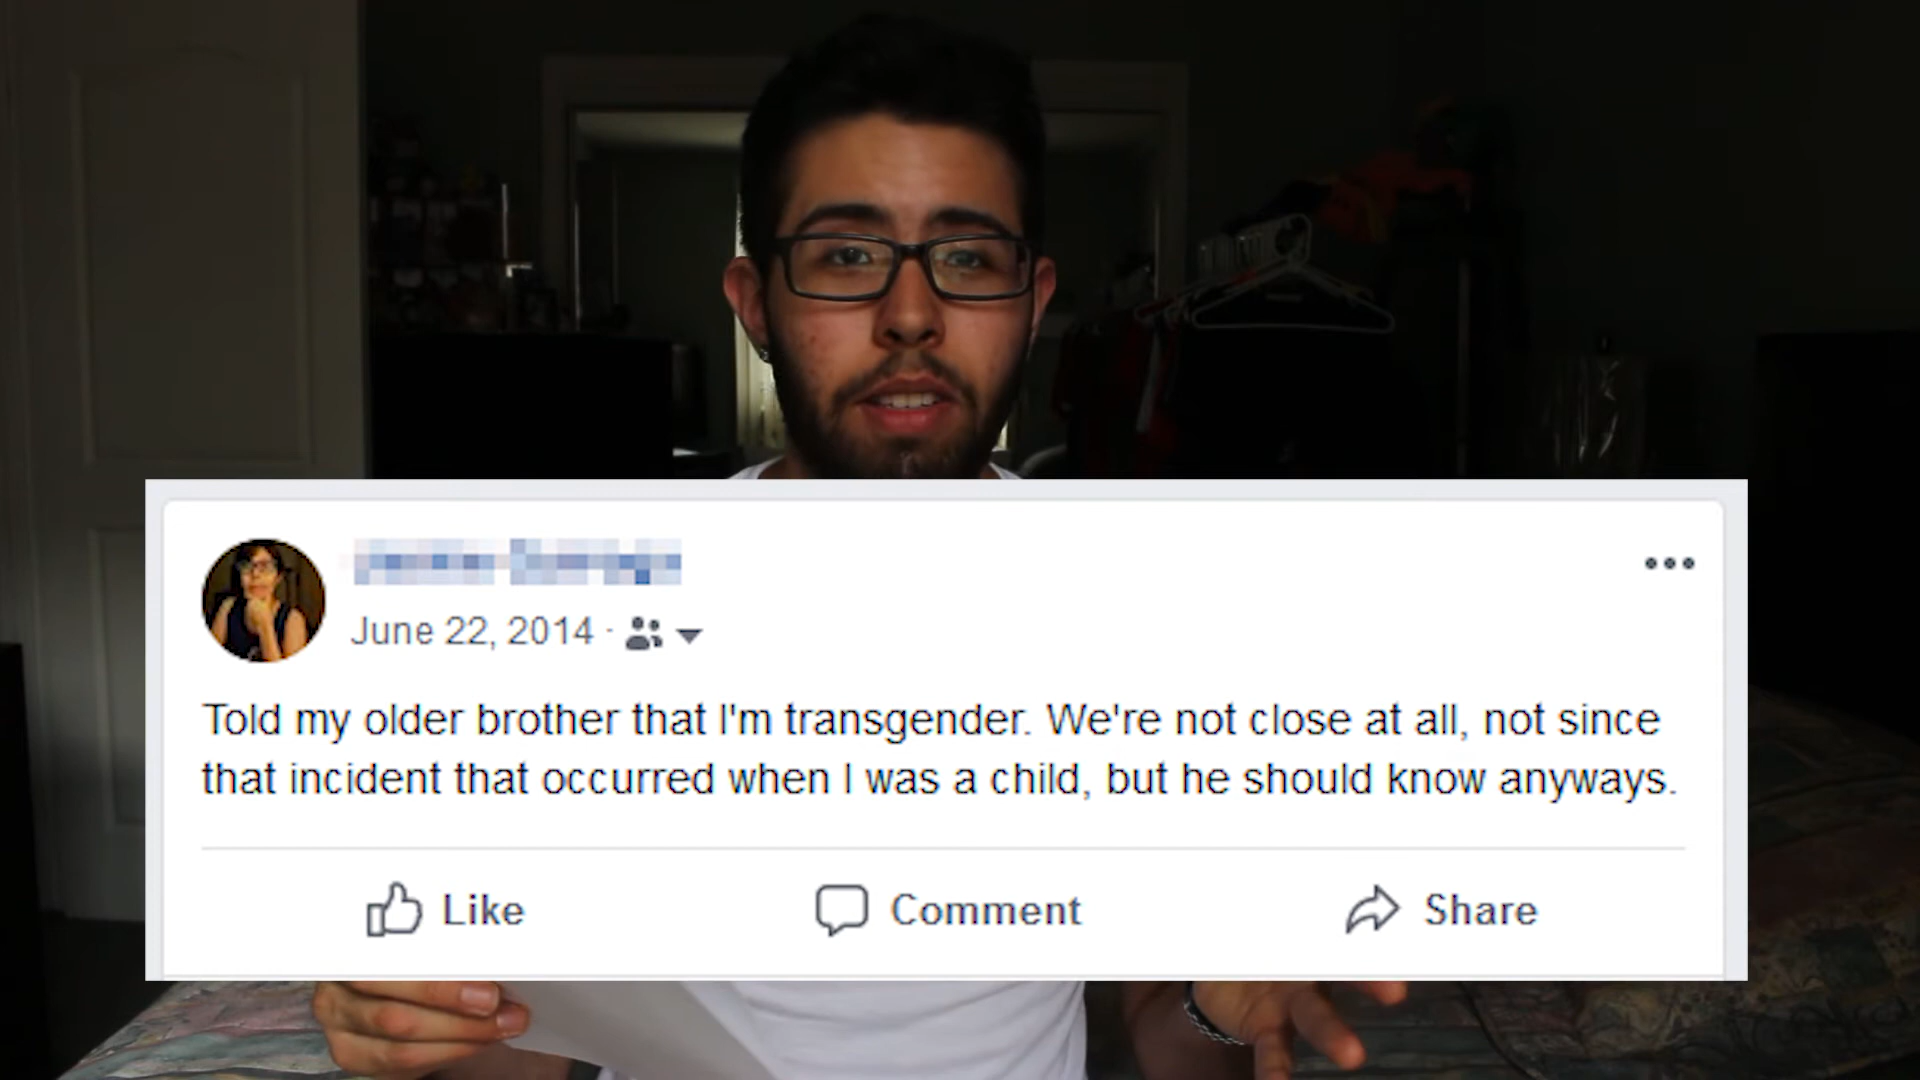 June 22, 2014 ·
Told my older brother that I'm transgender. We're not close at all, not since
that incident that occurred when I was a child, but he should know anyways.
Like Comment Share